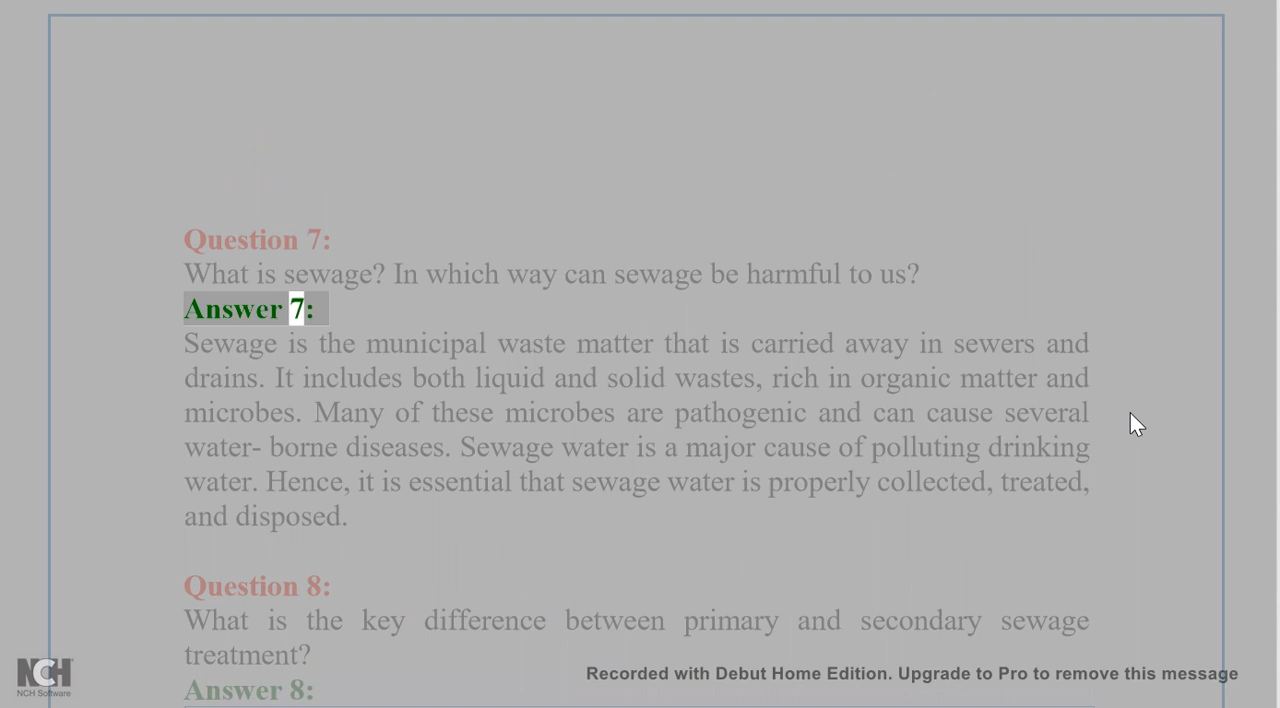 Question 7:
What is sewage? In which way can sewage be harmful to us?
Answer 7:
Sewage is the municipal waste matter that is carried away in sewers and
drains. It includes both liquid and solid wastes, rich in organic matter and
microbes. Many of these microbes are pathogenic and can cause several
water- borne diseases. Sewage water is a major cause of polluting drinking
water. Hence, it is essential that sewage water is properly collected, treated,
and disposed.
Question 8:
What is the key difference between primary and secondary sewage
treatment?
Answer 8:
NCH
NCH Software
Recorded with Debut Home Edition. Upgrade to Pro to remove this message